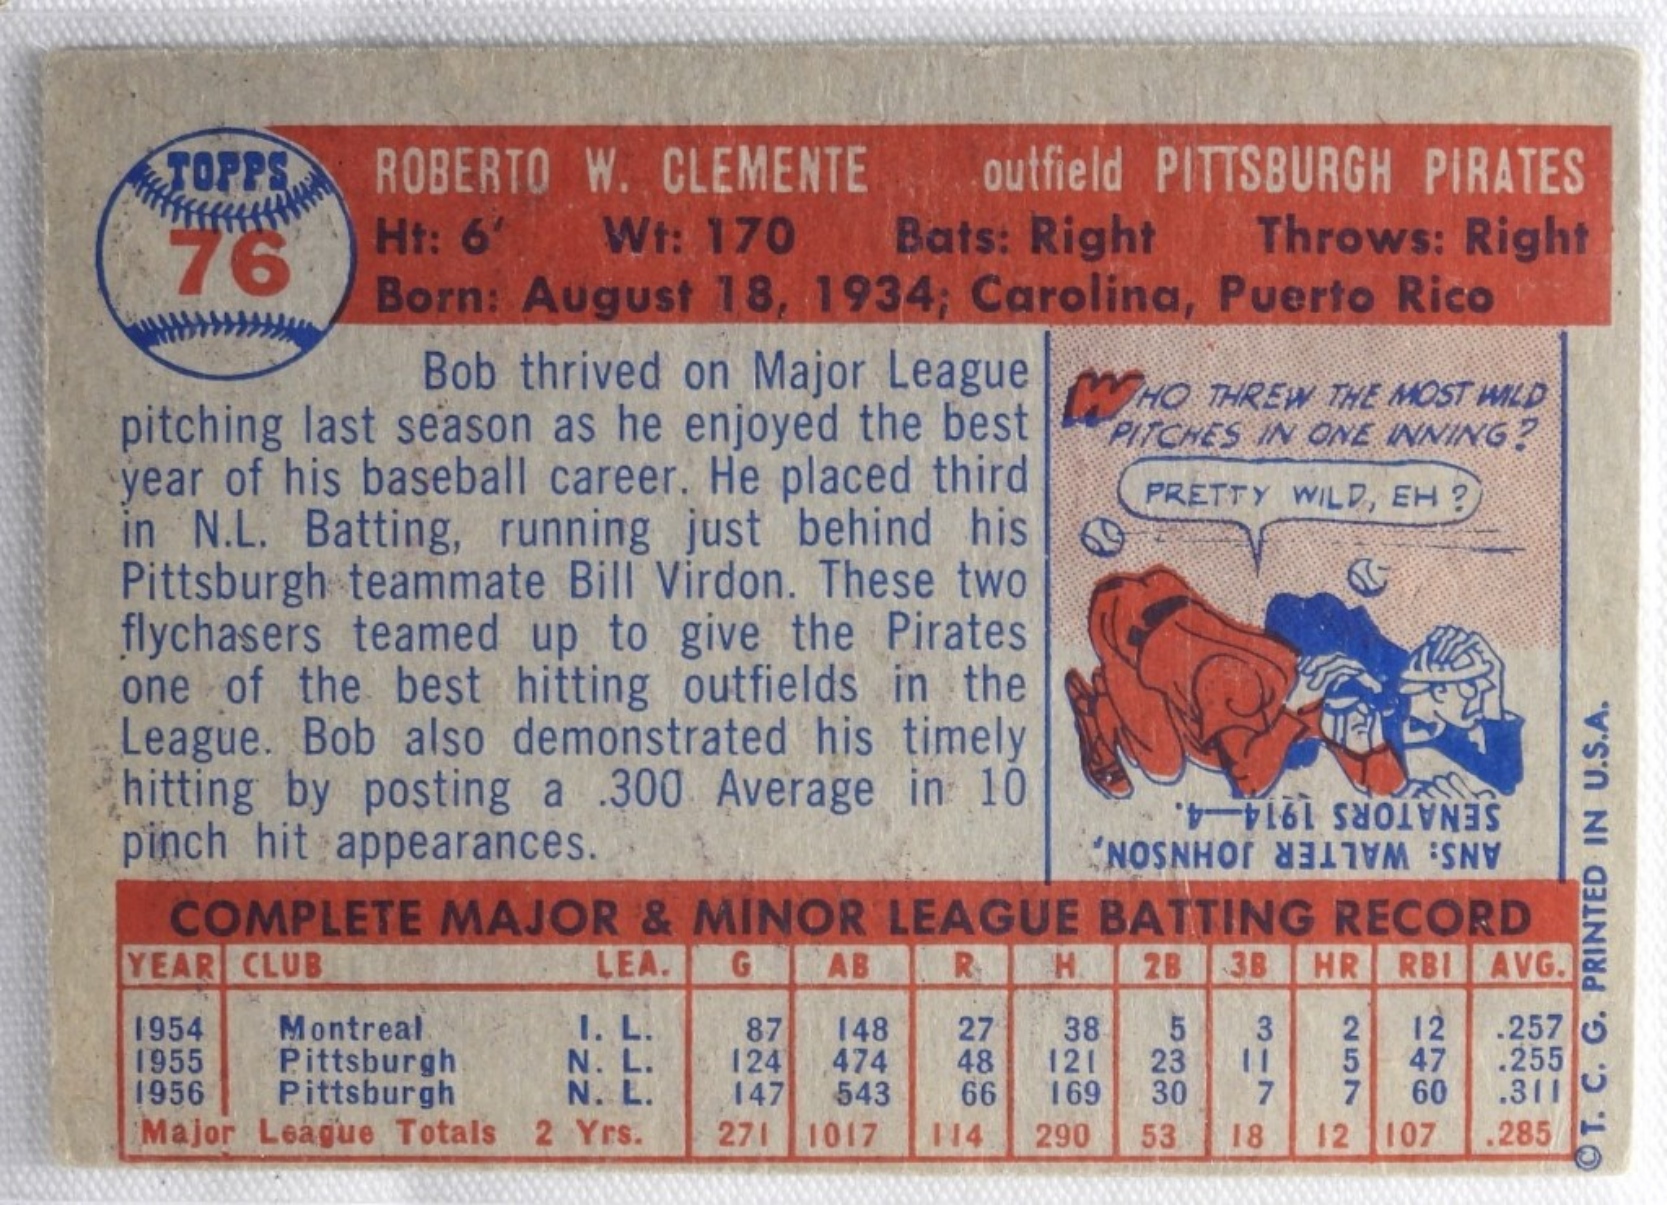 TOPPS
76
ROBERTO W. CLEMENTE outfield PITTSBURGH PIRATES
Ht: 6' Wt: 170 Bats: Right Throws: Right
Born: August 18, 1934; Carolina, Puerto Rico
Bob thrived on Major League
pitching last season as he enjoyed the best
year of his baseball career. He placed third
in N.L. Batting, running just behind his
Pittsburgh teammate Bill Virdon. These two
flychasers teamed up to give the Pirates
one of the best hitting outfields in the
League. Bob also demonstrated his timely
hitting by posting a .300 Average in 10
pinch hit appearances.
WHO THREW THE MOST WILD
PITCHES IN ONE INNING?
PRETTY WILD, EH?
ANS: WALTER JOHNSON,
SENATORS 1914—4.
COMPLETE MAJOR & MINOR LEAGUE BATTING RECORD
YEAR CLUB LEA. G AB R H 2B 3B HR RBI AVG.
1954 Montreal I. L. 87 148 27 38 5 3 2 12 .257
1955 Pittsburgh N. L. 124 474 48 121 23 11 5 47 .255
1956 Pittsburgh N. L. 147 543 66 169 30 7 7 60 .311
Major League Totals 2 Yrs. 271 1017 114 290 53 18 12 107 .285
© T. C. G. PRINTED IN U.S.A.